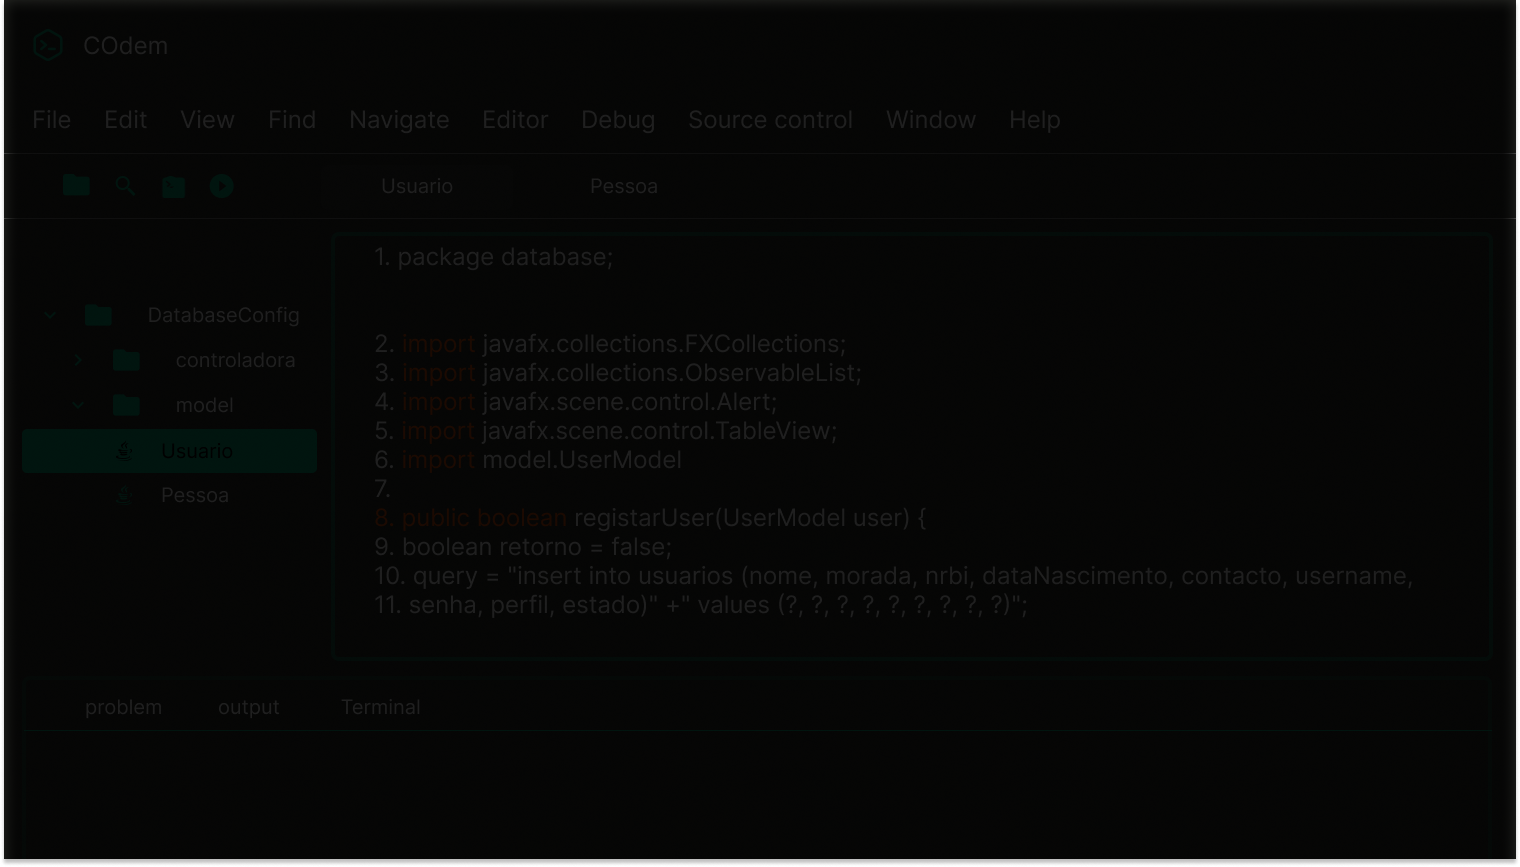 COdem
File Edit View Find Navigate Editor Debug Source control Window Help
Usuario Pessoa
1. package database;
DatabaseConfig
controladora
model
Usuario
Pessoa
2. import javafx.collections.FXCollections;
3. import javafx.collections.ObservableList;
4. import javafx.scene.control.Alert;
5. import javafx.scene.control.TableView;
6. import model.UserModel
7.
8. public boolean registarUser(UserModel user) {
9. boolean retorno = false;
10. query = "insert into usuarios (nome, morada, nrbi, dataNascimento, contacto, username,
11. senha, perfil, estado)" +" values (?, ?, ?, ?, ?, ?, ?, ?, ?)";
problem output Terminal